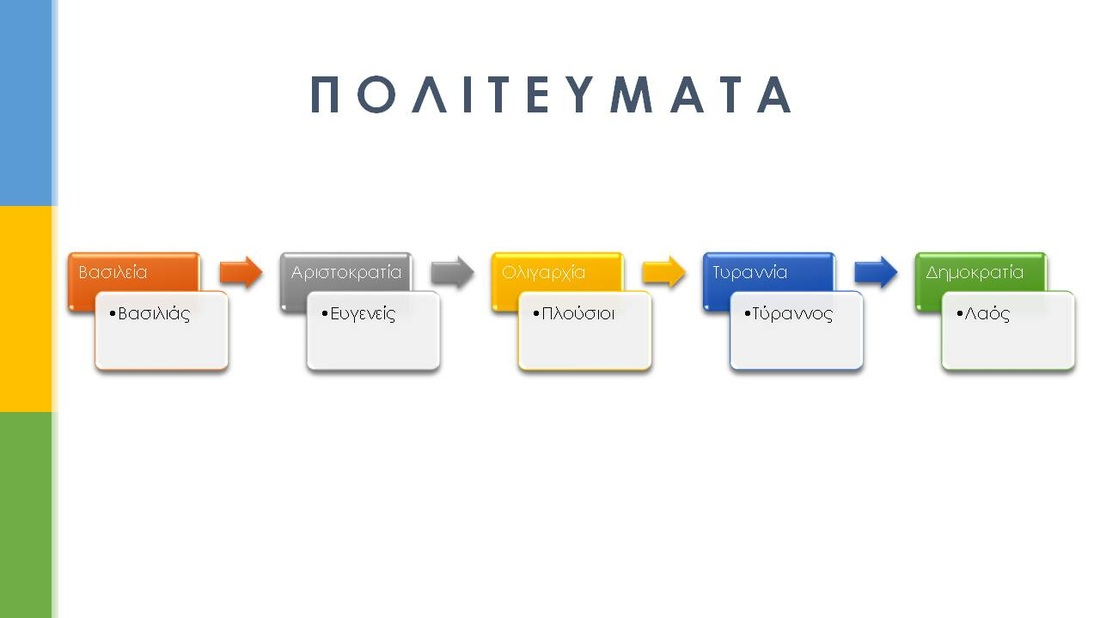 ΠΟΛΙΤΕΥΜΑΤΑ
Βασιλεία
•Βασιλιάς
Αριστοκρατία
•Ευγενείς
Ολιγαρχία
•Πλούσιοι
Τυραννία
•Τύραννος
Δημοκρατία
•Λαός